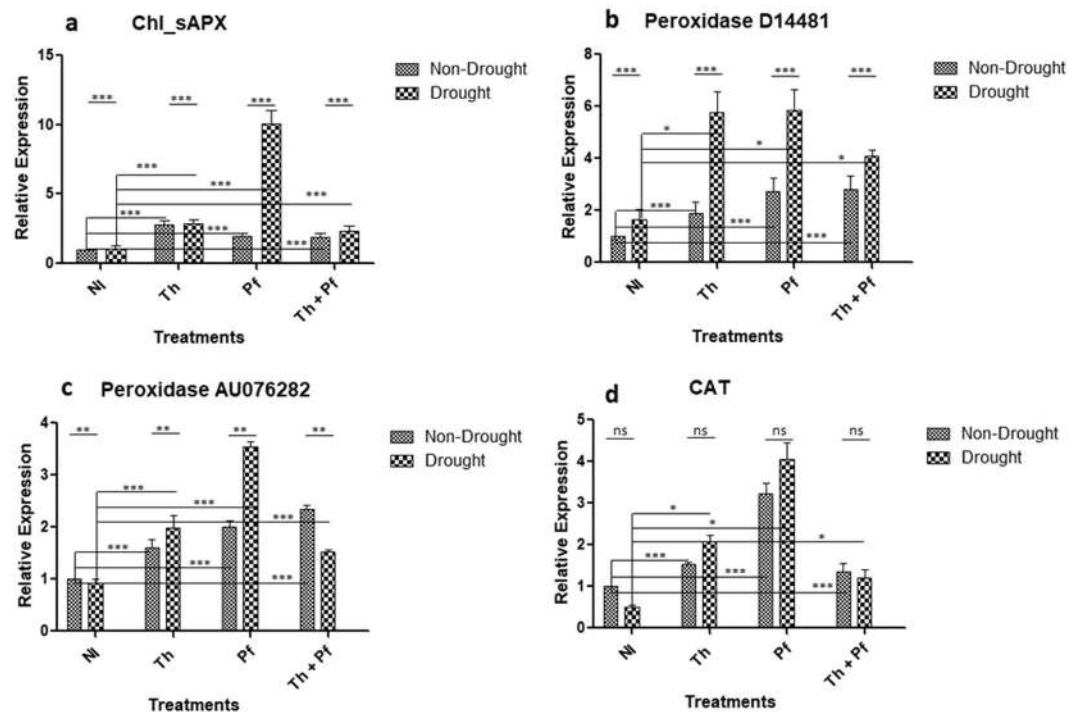 a Chl_sAPX
Relative Expression
15
10
5
0
***
***
***
***
***
***
***
***
***
***
NI
Th
Pf
Th + Pf
Treatments
Non-Drought
Drought
b Peroxidase D14481
Relative Expression
8
6
4
2
0
***
***
***
***
*
*
*
***
***
***
NI
Th
Pf
Th + Pf
Treatments
Non-Drought
Drought
c Peroxidase AU076282
Relative Expression
4
3
2
1
0
**
**
**
**
***
***
***
***
***
***
NI
Th
Pf
Th + Pf
Treatments
Non-Drought
Drought
d CAT
Relative Expression
5
4
3
2
1
0
ns
ns
ns
ns
*
*
*
***
***
***
NI
Th
Pf
Th + Pf
Treatments
Non-Drought
Drought